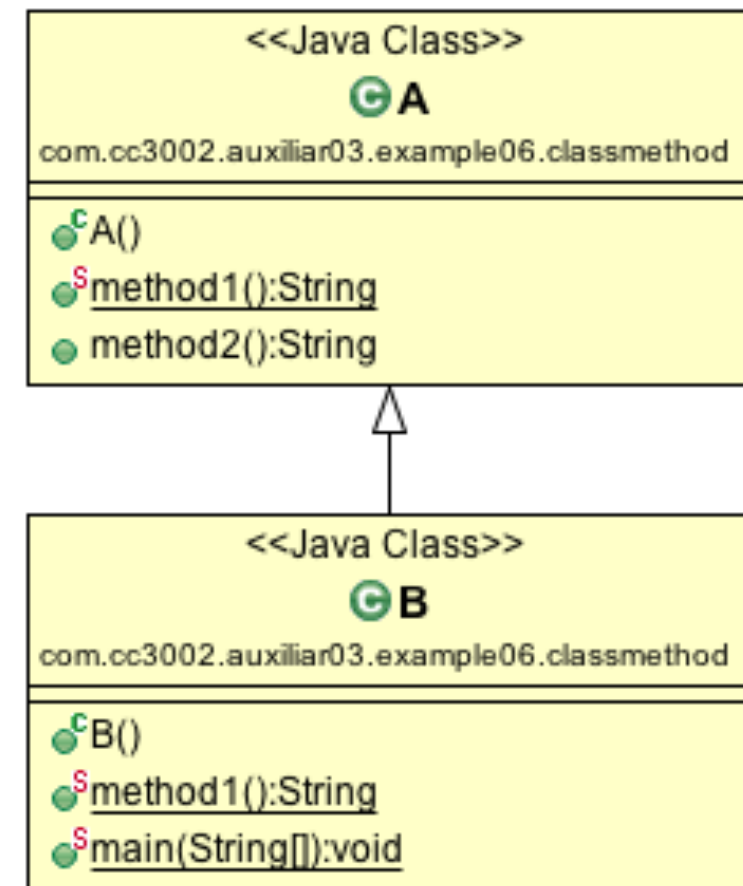 <<Java Class>>
C A
com.cc3002.auxiliar03.example06.classmethod
C A()
S method1():String
method2():String
<<Java Class>>
C B
com.cc3002.auxiliar03.example06.classmethod
C B()
S method1():String
S main(String[]):void